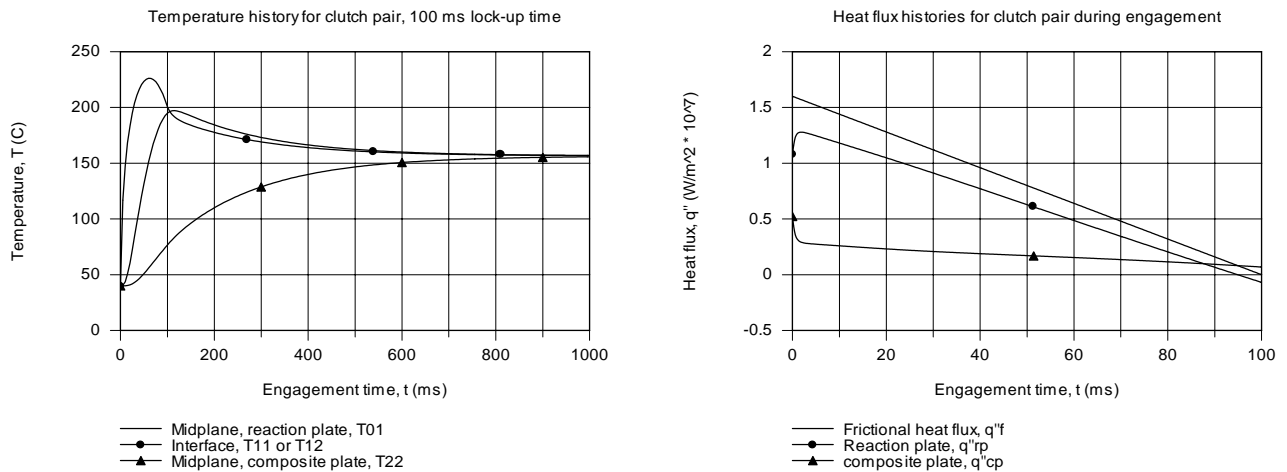 Temperature history for clutch pair, 100 ms lock-up time
250
200
150
100
50
0
Temperature, T (C)
0 200 400 600 800 1000
Engagement time, t (ms)
Midplane, reaction plate, T01
Interface, T11 or T12
Midplane, composite plate, T22
Heat flux histories for clutch pair during engagement
2
1.5
1
0.5
0
-0.5
Heat flux, q" (W/m^2 * 10^7)
0 20 40 60 80 100
Engagement time, t (ms)
Frictional heat flux, q"f
Reaction plate, q"rp
composite plate, q"cp